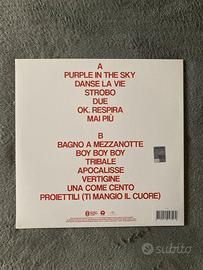 A
PURPLE IN THE SKY
DANSE LA VIE
STROBO
DUE
OK. RESPIRA
MAI PIÙ
B
BAGNO A MEZZANOTTE
BOY BOY BOY
TRIBALE
APOCALISSE
VERTIGINE
UNA COME CENTO
PROIETTILI (TI MANGIO IL CUORE)
subito